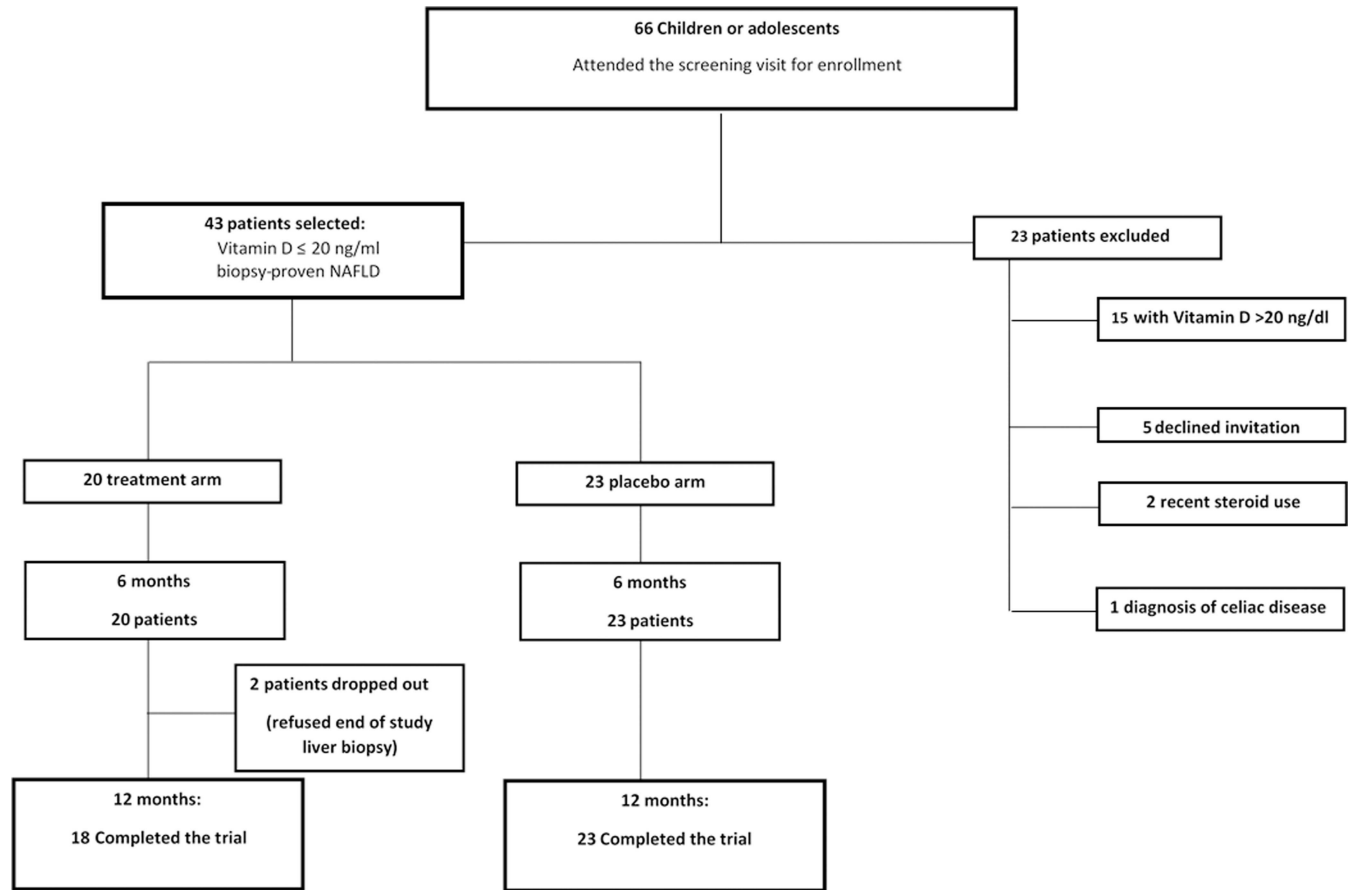 66 Children or adolescents
Attended the screening visit for enrollment
43 patients selected:
Vitamin D ≤ 20 ng/ml
biopsy-proven NAFLD
23 patients excluded
15 with Vitamin D >20 ng/dl
5 declined invitation
2 recent steroid use
1 diagnosis of celiac disease
20 treatment arm
23 placebo arm
6 months
20 patients
6 months
23 patients
2 patients dropped out
(refused end of study
liver biopsy)
12 months:
18 Completed the trial
12 months:
23 Completed the trial